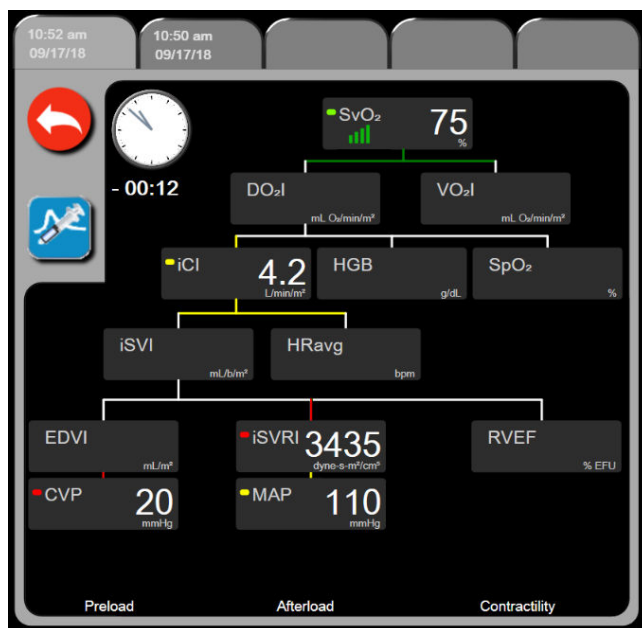 10:52 am
09/17/18
10:50 am
09/17/18
- 00:12
SvO₂ 75
%
DO₂I
mL O₂/min/m²
VO₂I
mL O₂/min/m²
iCI 4.2
L/min/m²
HGB
g/dL
SpO₂
%
iSVI
mL/b/m²
HRavg
bpm
EDVI
mL/m²
iSVRI 3435
dyne-s-m²/cm⁵
RVEF
% EFU
CVP 20
mmHg
MAP 110
mmHg
Preload Afterload Contractility